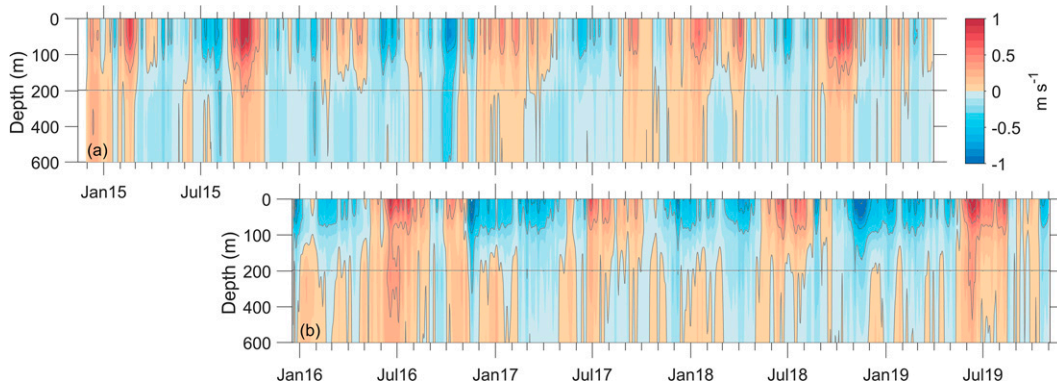 0
100
200
400
600
Depth (m)
(a)
Jan15
Jul15
1
0.5
0
-0.5
-1
m s⁻¹
0
100
200
400
600
Depth (m)
(b)
Jan16
Jul16
Jan17
Jul17
Jan18
Jul18
Jan19
Jul19